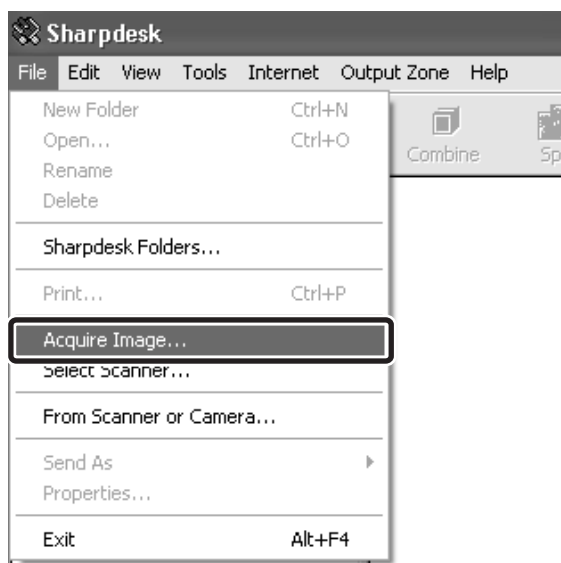 Sharpdesk
File Edit View Tools Internet Output Zone Help
New Folder Ctrl+N
Open... Ctrl+O
Rename
Delete
Sharpdesk Folders...
Print... Ctrl+P
Acquire Image...
Select Scanner...
From Scanner or Camera...
Send As
Properties...
Exit Alt+F4
Combine
Sp